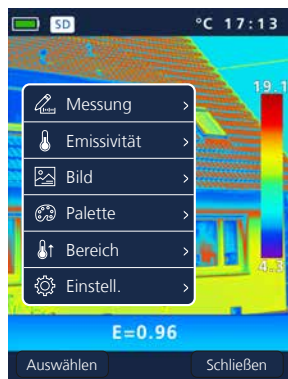 SD °C 17:13
19.1
Messung
Emissivität
Bild
Palette
Bereich
Einstell.
4.3
E=0.96
Auswählen Schließen